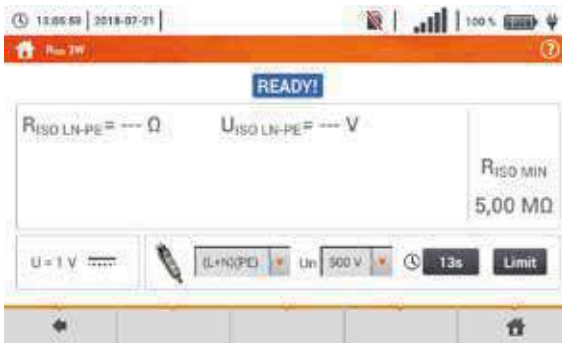 13:05:59 2018-07-21 100 %
RISO 2W
READY!
RISO LN-PE= --- Ω UISO LN-PE= --- V
RISO MIN
5,00 MΩ
U = 1 V (L+N)(PE) Un 500 V 13s Limit